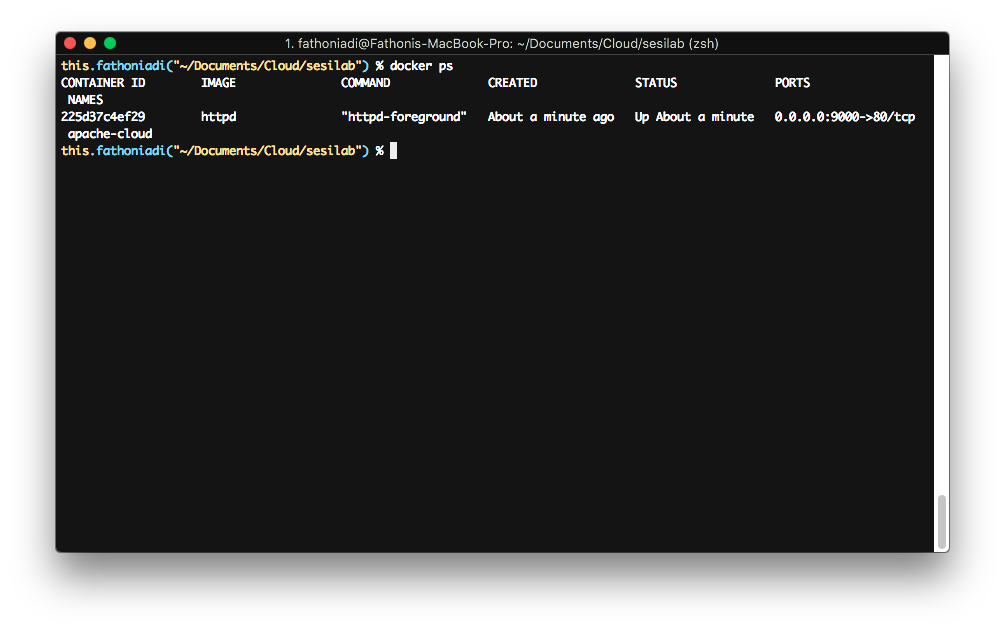 1. fathoniadi@Fathonis-MacBook-Pro: ~/Documents/Cloud/sesilab (zsh)
this.fathoniadi("~/Documents/Cloud/sesilab") % docker ps
CONTAINER ID        IMAGE               COMMAND              CREATED              STATUS              PORTS
 NAMES
225d37c4ef29        httpd               "httpd-foreground"   About a minute ago   Up About a minute   0.0.0.0:9000->80/tcp
 apache-cloud
this.fathoniadi("~/Documents/Cloud/sesilab") %